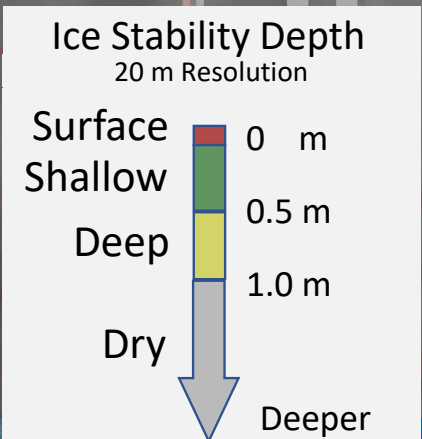 Ice Stability Depth
20 m Resolution
Surface
0 m
Shallow
0.5 m
Deep
1.0 m
Dry
Deeper